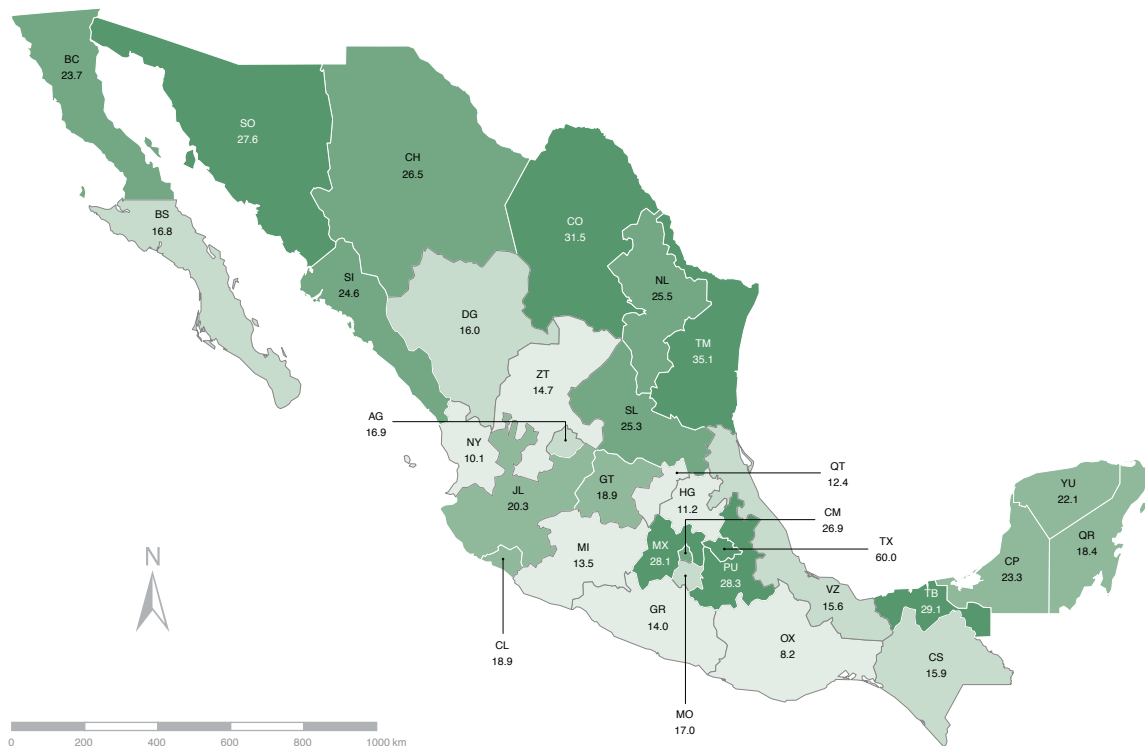 BC
23.7
SO
27.6
CH
26.5
CO
31.5
BS
16.8
SI
24.6
NL
25.5
DG
16.0
TM
35.1
ZT
14.7
AG
16.9
SL
25.3
NY
10.1
QT
12.4
GT
18.9
JL
20.3
HG
11.2
YU
22.1
CM
26.9
QR
18.4
TX
60.0
MX
28.1
MI
13.5
PU
28.3
CP
23.3
N
VZ
15.6
TB
29.1
GR
14.0
OX
8.2
CL
18.9
CS
15.9
MO
17.0
0 200 400 600 800 1000 km